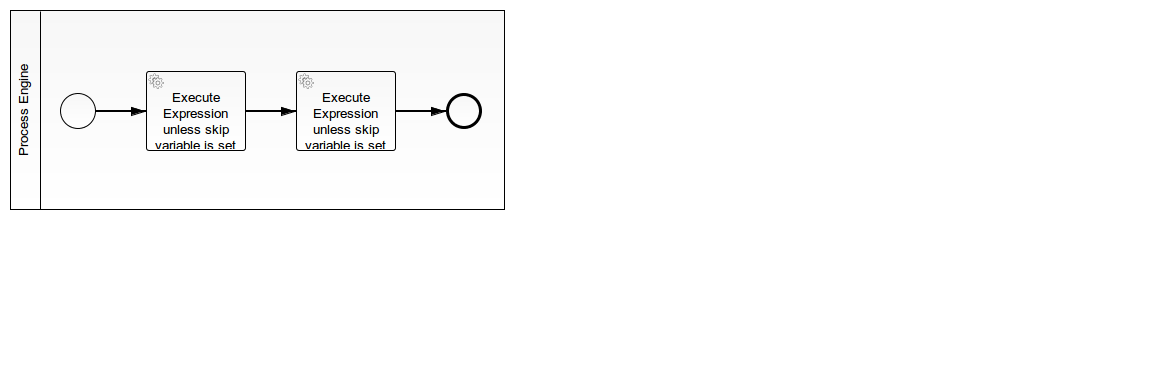 Process Engine
Execute
Expression
unless skip
variable is set
Execute
Expression
unless skip
variable is set